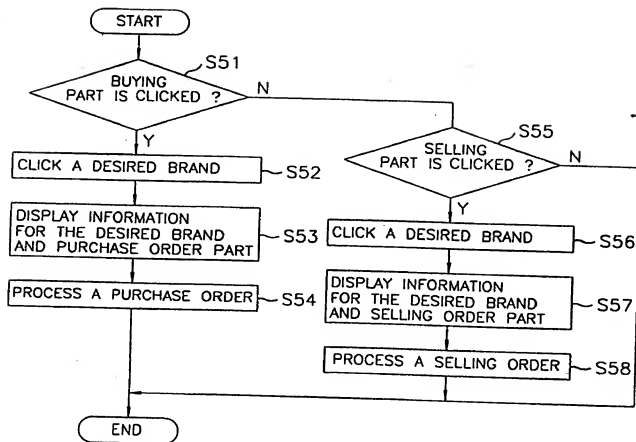 START
S51
BUYING
PART IS CLICKED ?
N
Y
CLICK A DESIRED BRAND
S52
DISPLAY INFORMATION
FOR THE DESIRED BRAND
AND PURCHASE ORDER PART
S53
PROCESS A PURCHASE ORDER
S54
S55
SELLING
PART IS CLICKED ?
N
Y
CLICK A DESIRED BRAND
S56
DISPLAY INFORMATION
FOR THE DESIRED BRAND
AND SELLING ORDER PART
S57
PROCESS A SELLING ORDER
S58
END